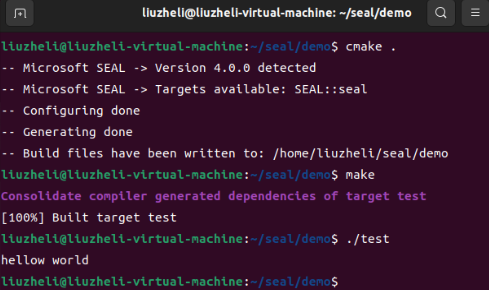 liuzheli@liuzheli-virtual-machine: ~/seal/demo
liuzheli@liuzheli-virtual-machine:~/seal/demo$ cmake .
-- Microsoft SEAL -> Version 4.0.0 detected
-- Microsoft SEAL -> Targets available: SEAL::seal
-- Configuring done
-- Generating done
-- Build files have been written to: /home/liuzheli/seal/demo
liuzheli@liuzheli-virtual-machine:~/seal/demo$ make
Consolidate compiler generated dependencies of target test
[100%] Built target test
liuzheli@liuzheli-virtual-machine:~/seal/demo$ ./test
hellow world
liuzheli@liuzheli-virtual-machine:~/seal/demo$